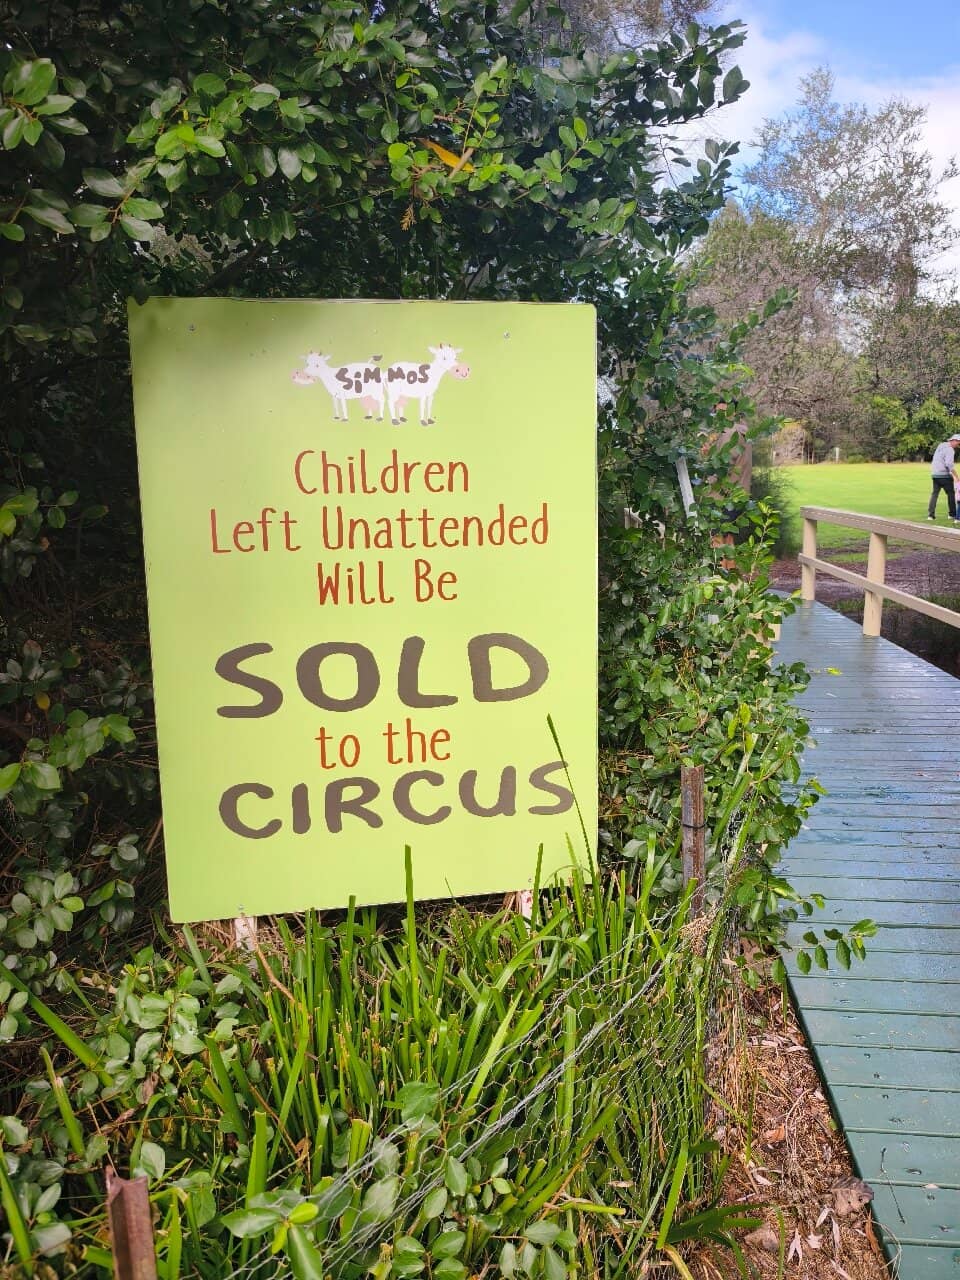 SiMMOS
Children
Left Unattended
Will Be
SOLD
to the
CIRCUS